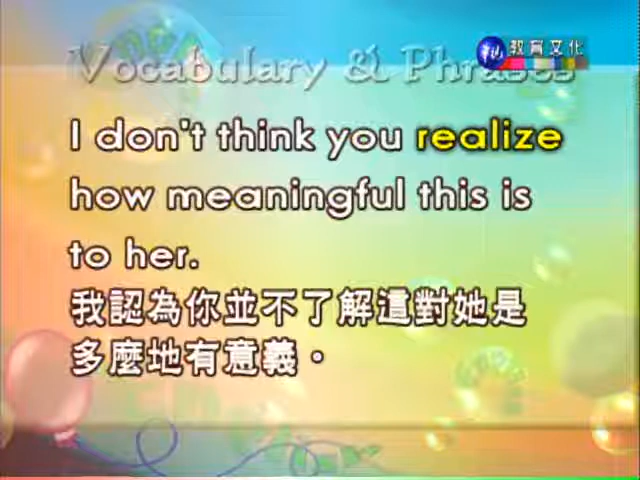 Vocabulary & Phrases
教育文化
I don't think you realize
how meaningful this is
to her.
我認為你並不了解這對她是
多麼地有意義。